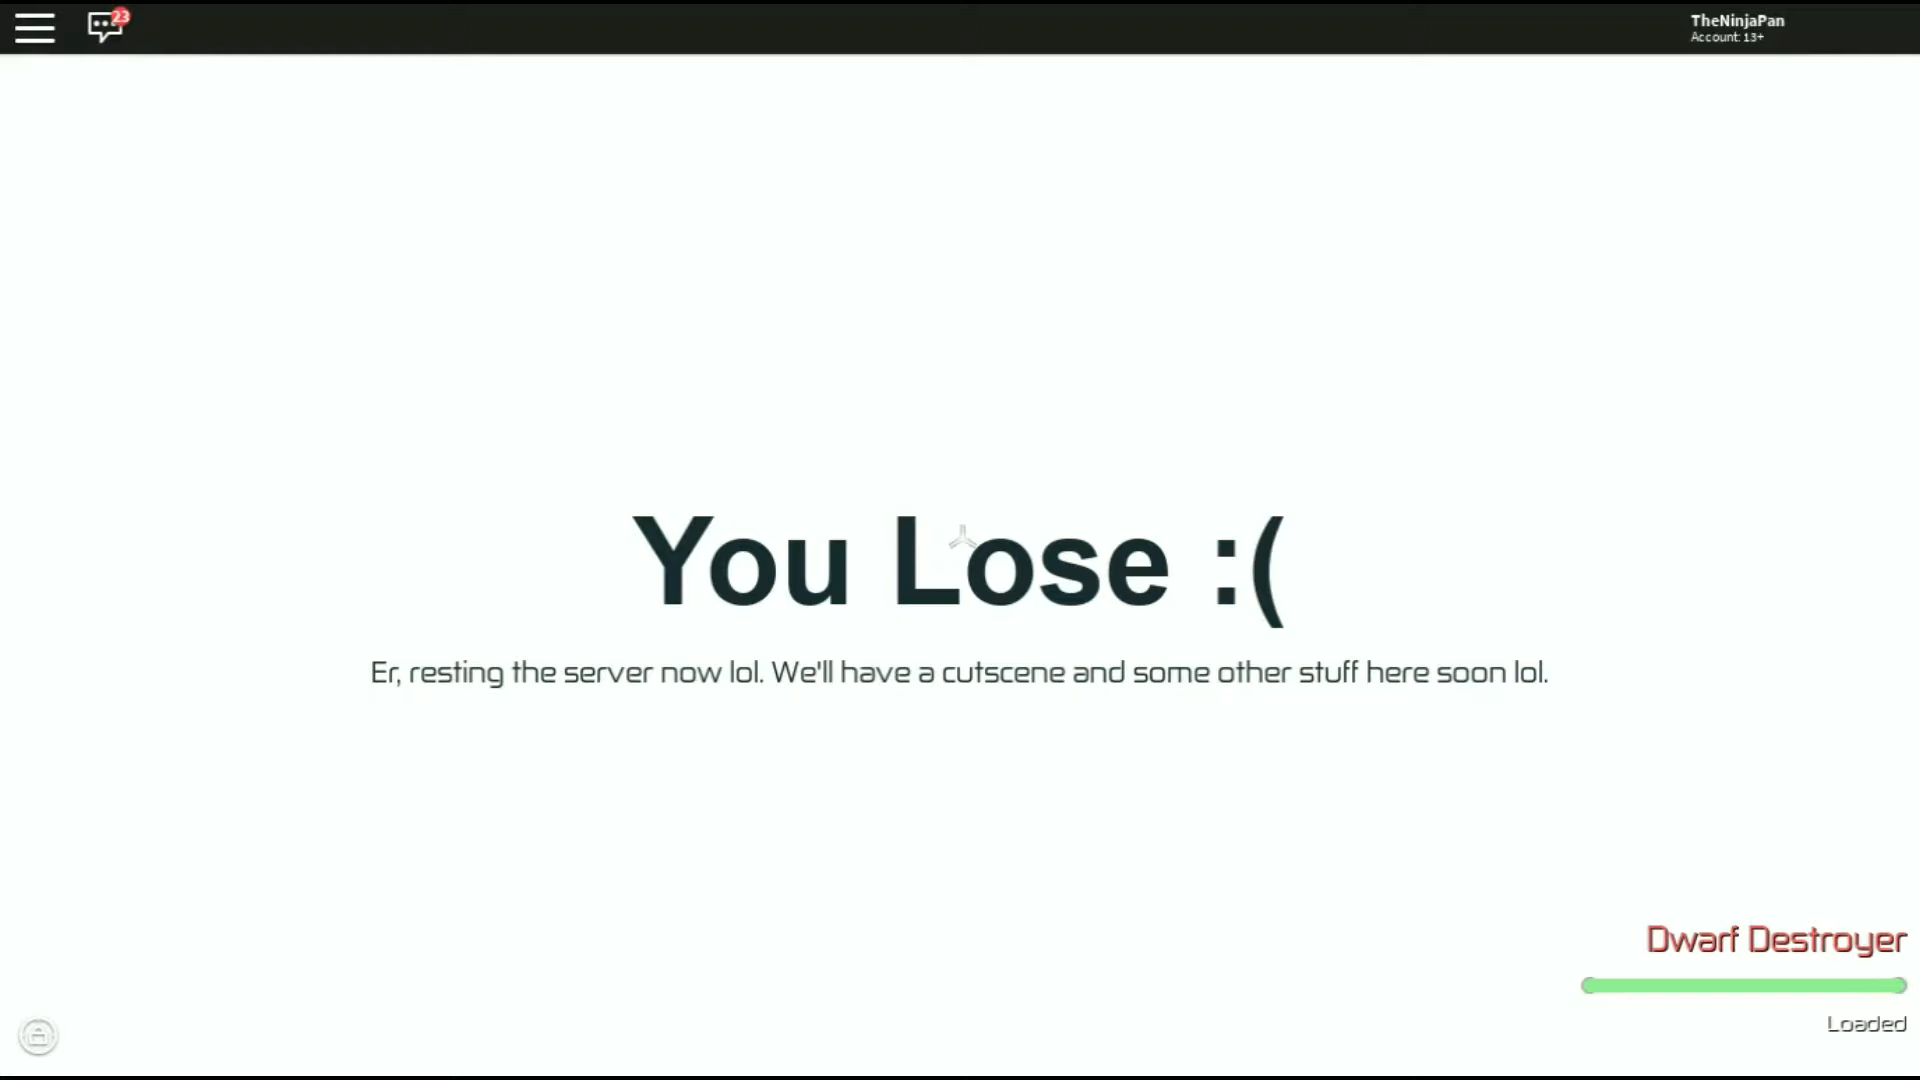 23
TheNinjaPan
Account: 13+
You Lose :(
Er, resting the server now lol. We'll have a cutscene and some other stuff here soon lol.
Dwarf Destroyer
Loaded